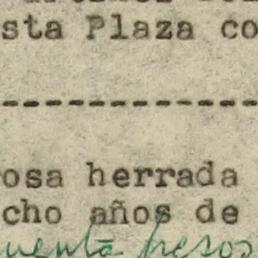 sta Plaza co
------------------
osa herrada
cho años de
uenta pesos